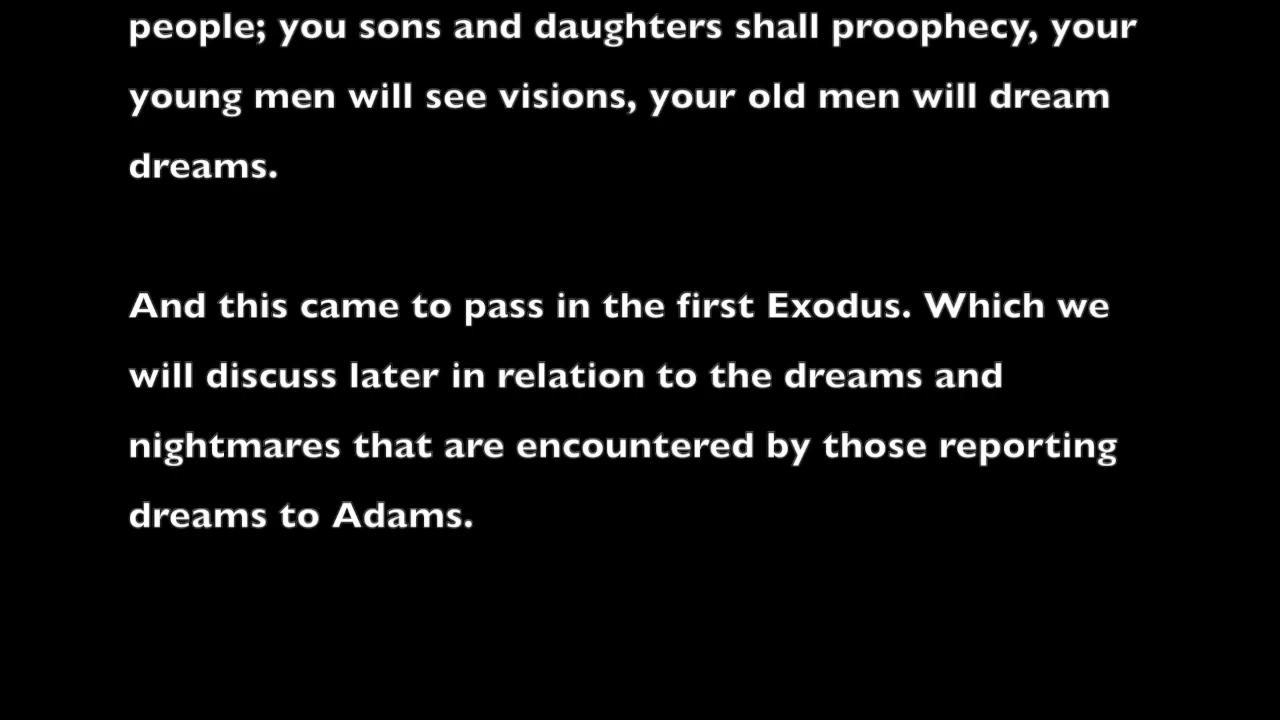 people; you sons and daughters shall proophecy, your
young men will see visions, your old men will dream
dreams.
And this came to pass in the first Exodus. Which we
will discuss later in relation to the dreams and
nightmares that are encountered by those reporting
dreams to Adams.